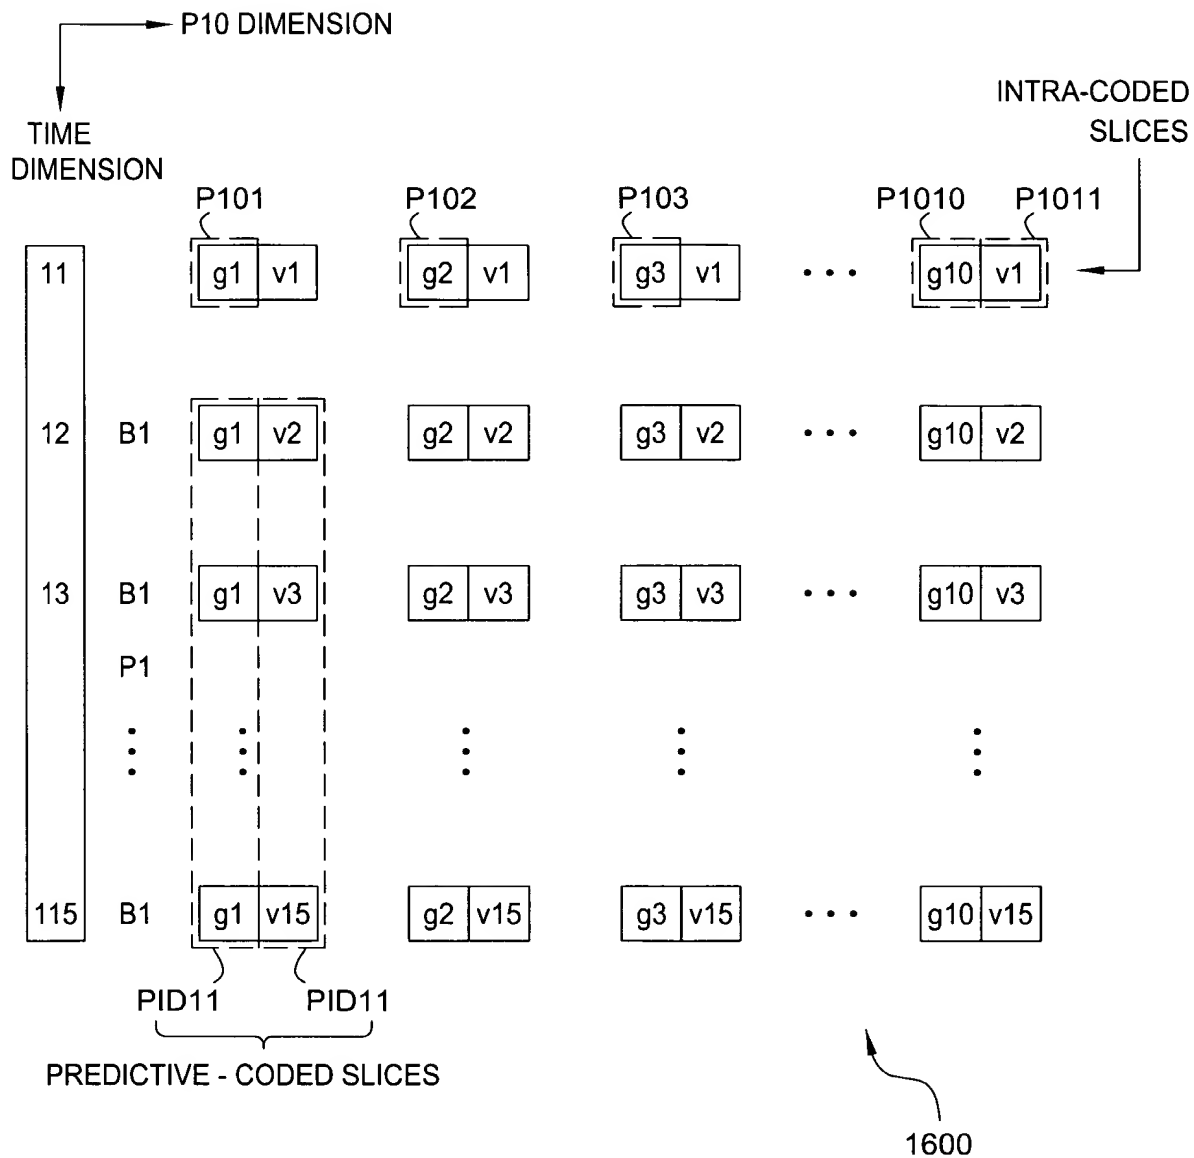 P10 DIMENSION
TIME
DIMENSION
INTRA-CODED
SLICES
P101 P102 P103 P1010 P1011
11 g1 v1 g2 v1 g3 v1 ... g10 v1
12 B1 g1 v2 g2 v2 g3 v2 ... g10 v2
13 B1 g1 v3 g2 v3 g3 v3 ... g10 v3
P1
115 B1 g1 v15 g2 v15 g3 v15 ... g10 v15
PID11 PID11
PREDICTIVE - CODED SLICES
1600